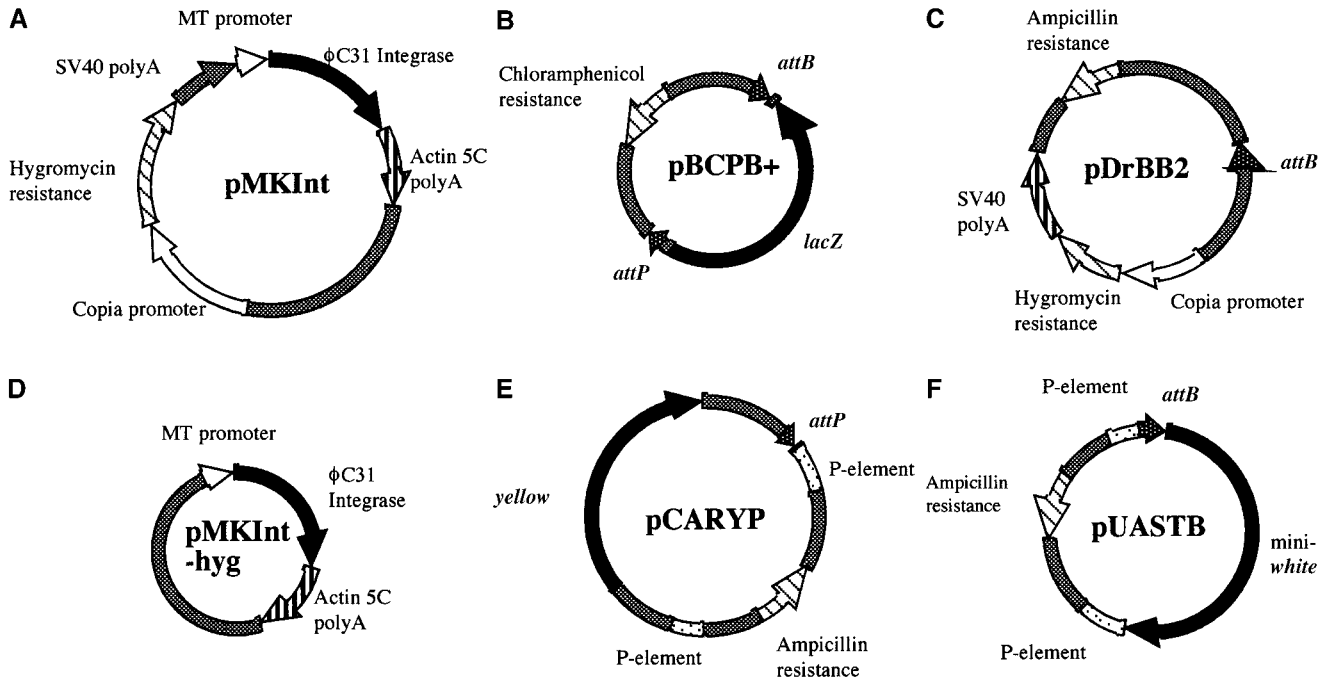 A
MT promoter
φC31 Integrase
SV40 polyA
Hygromycin
resistance
pMKInt
Actin 5C
polyA
Copia promoter
B
Chloramphenicol
resistance
attB
pBCPB+
lacZ
attP
C
Ampicillin
resistance
pDrBB2
attB
SV40
polyA
Hygromycin
resistance
Copia promoter
D
MT promoter
φC31
Integrase
pMKInt
-hyg
Actin 5C
polyA
E
attP
P-element
yellow
pCARYP
P-element
Ampicillin
resistance
F
P-element
attB
Ampicillin
resistance
pUASTB
mini-
white
P-element